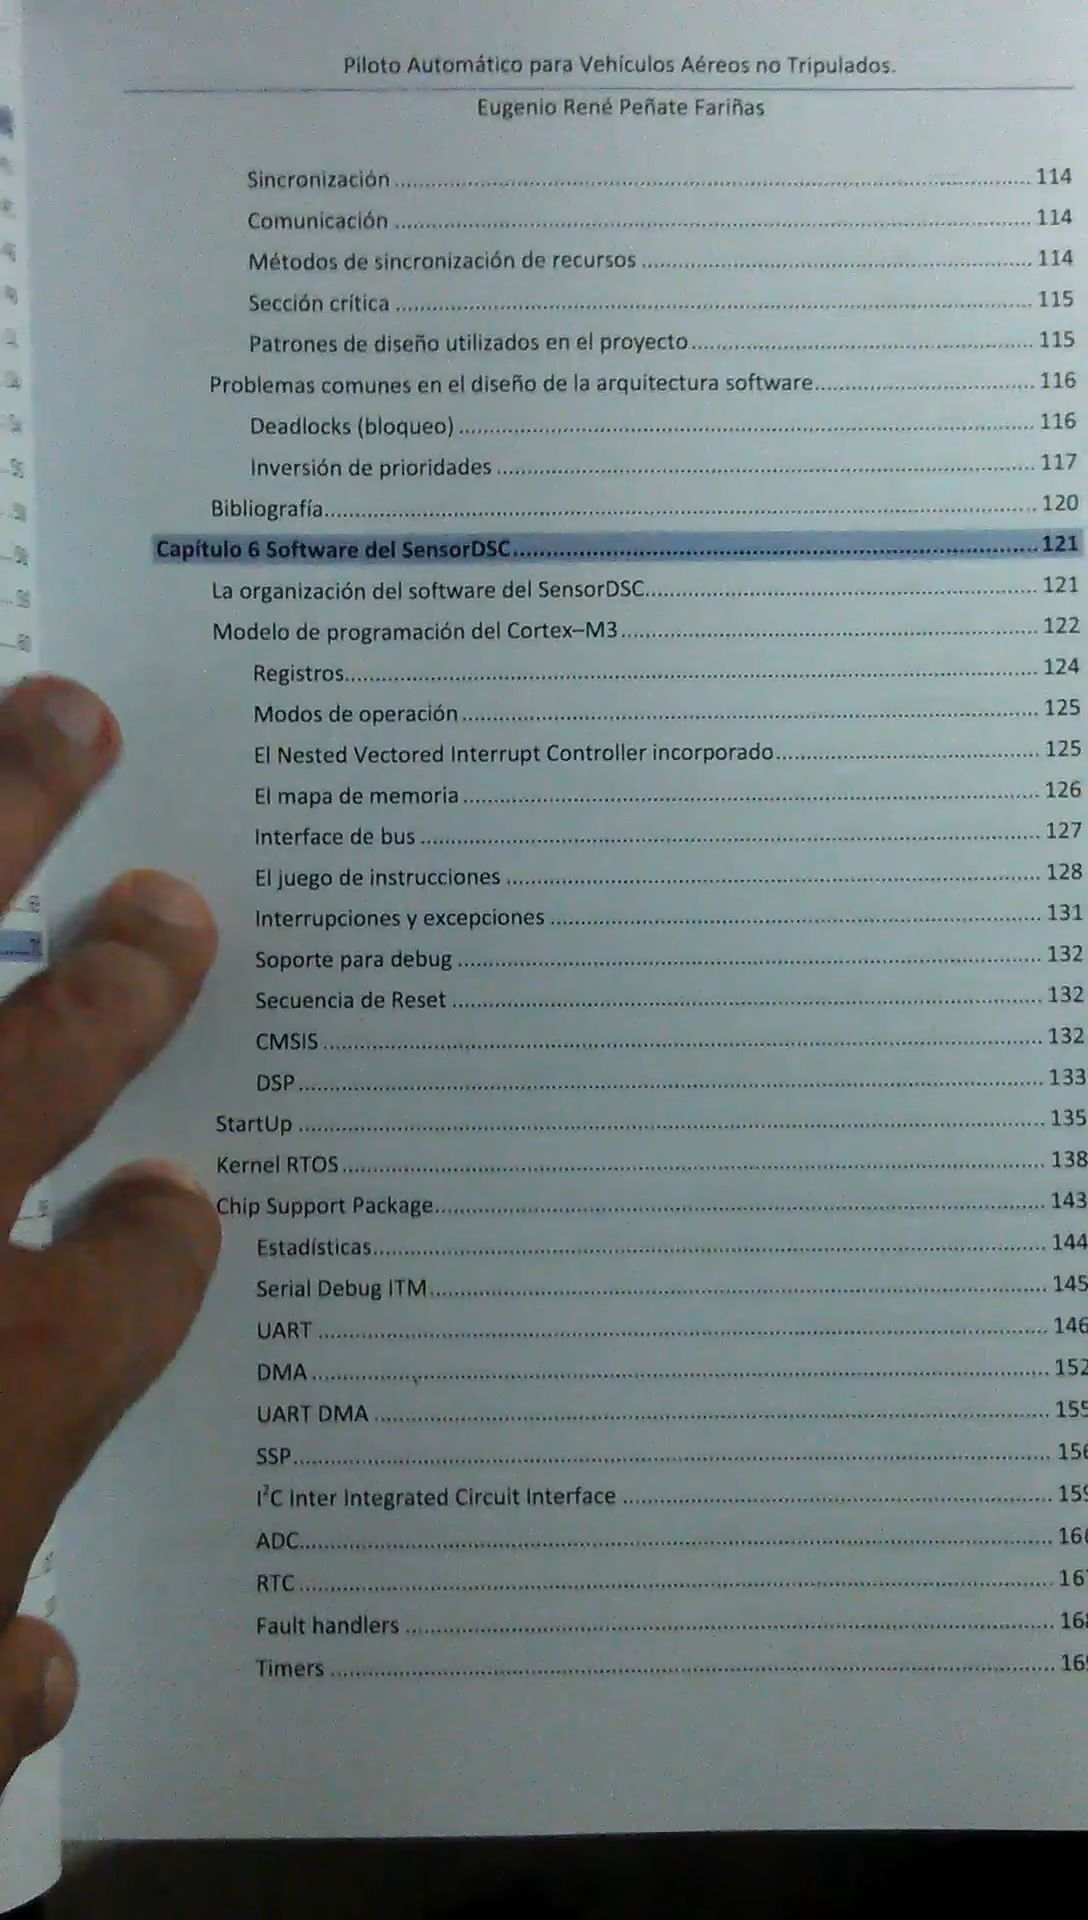 Piloto Automático para Vehículos Aéreos no Tripulados.
Eugenio René Peñate Fariñas
Sincronización 114
Comunicación 114
Métodos de sincronización de recursos 114
Sección crítica 115
Patrones de diseño utilizados en el proyecto 115
Problemas comunes en el diseño de la arquitectura software 116
Deadlocks (bloqueo) 116
Inversión de prioridades 117
Bibliografía 120
Capítulo 6 Software del SensorDSC 121
La organización del software del SensorDSC 121
Modelo de programación del Cortex–M3 122
Registros 124
Modos de operación 125
El Nested Vectored Interrupt Controller incorporado 125
El mapa de memoria 126
Interface de bus 127
El juego de instrucciones 128
Interrupciones y excepciones 131
Soporte para debug 132
Secuencia de Reset 132
CMSIS 132
DSP 133
StartUp 135
Kernel RTOS 138
Chip Support Package 143
Estadísticas 144
Serial Debug ITM 145
UART 146
DMA 152
UART DMA 155
SSP
I²C Inter Integrated Circuit Interface
ADC
RTC
Fault handlers
Timers